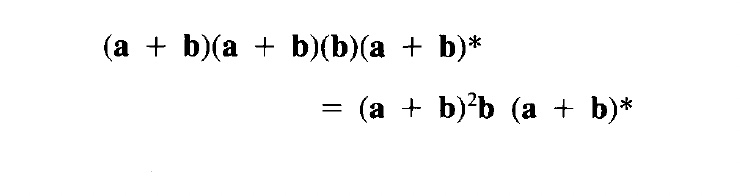 (a + b)(a + b)(b)(a + b)*
= (a + b)²b (a + b)*